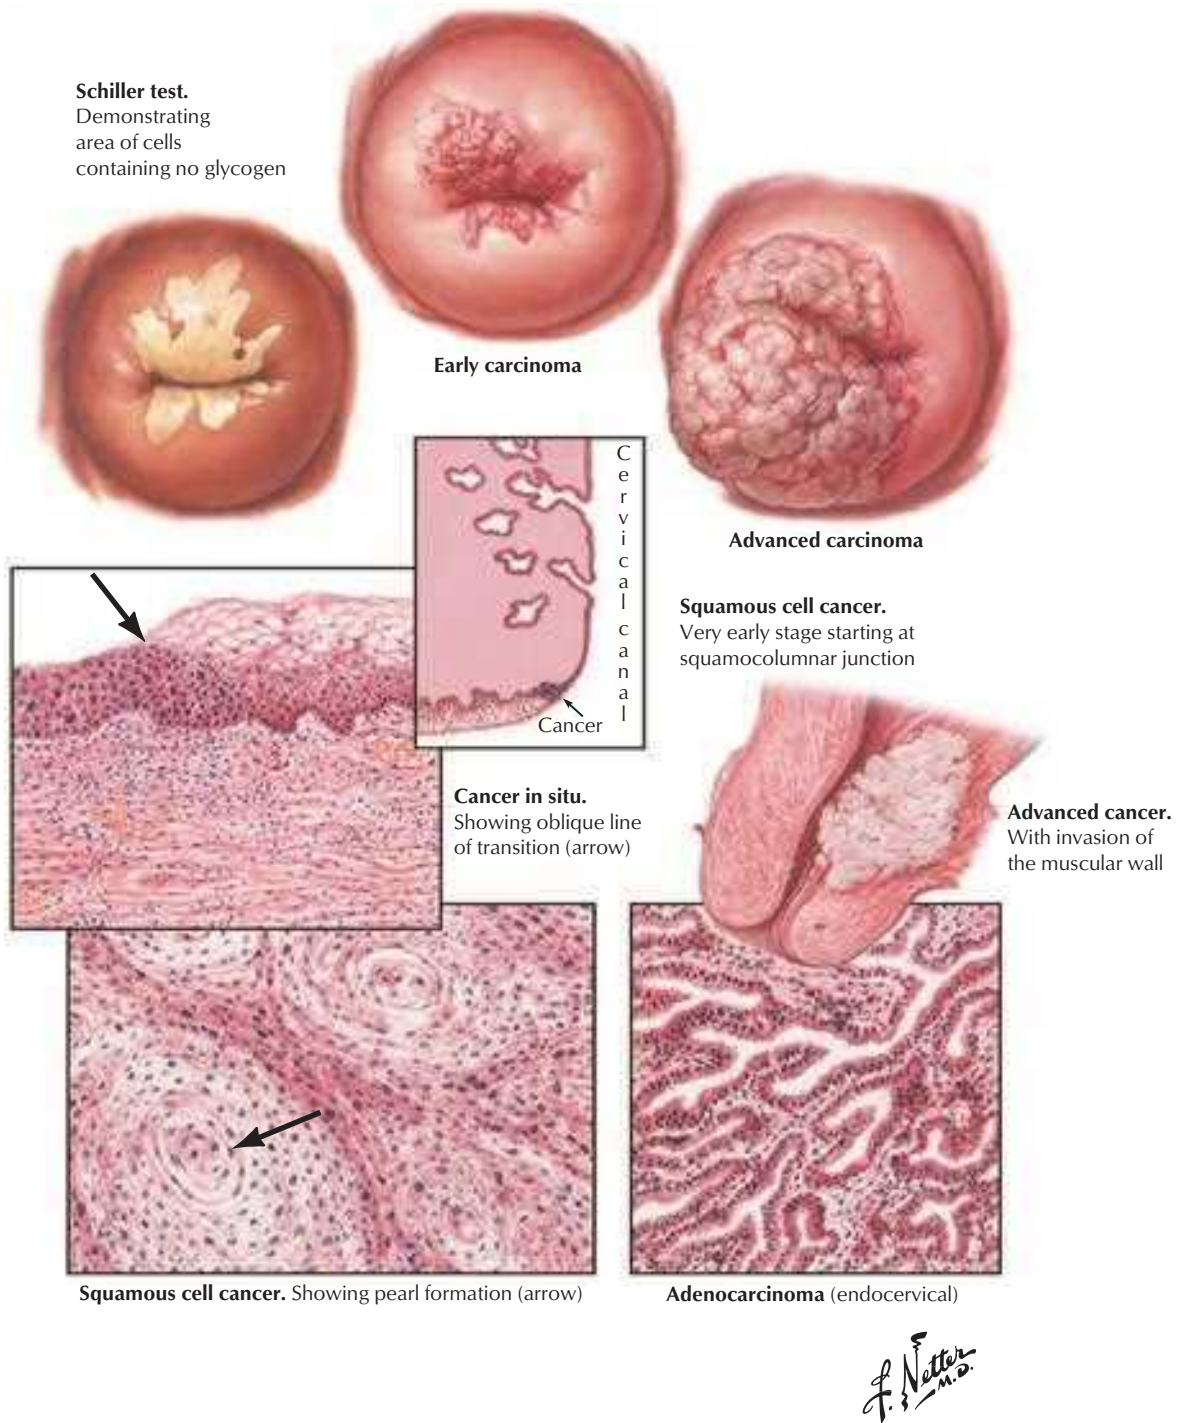 Schiller test.
Demonstrating
area of cells
containing no glycogen
Early carcinoma
Advanced carcinoma
Cervical canal
Cancer
Squamous cell cancer.
Very early stage starting at
squamocolumnar junction
Cancer in situ.
Showing oblique line
of transition (arrow)
Advanced cancer.
With invasion of
the muscular wall
Squamous cell cancer. Showing pearl formation (arrow)
Adenocarcinoma (endocervical)
F. Netter
M.D.